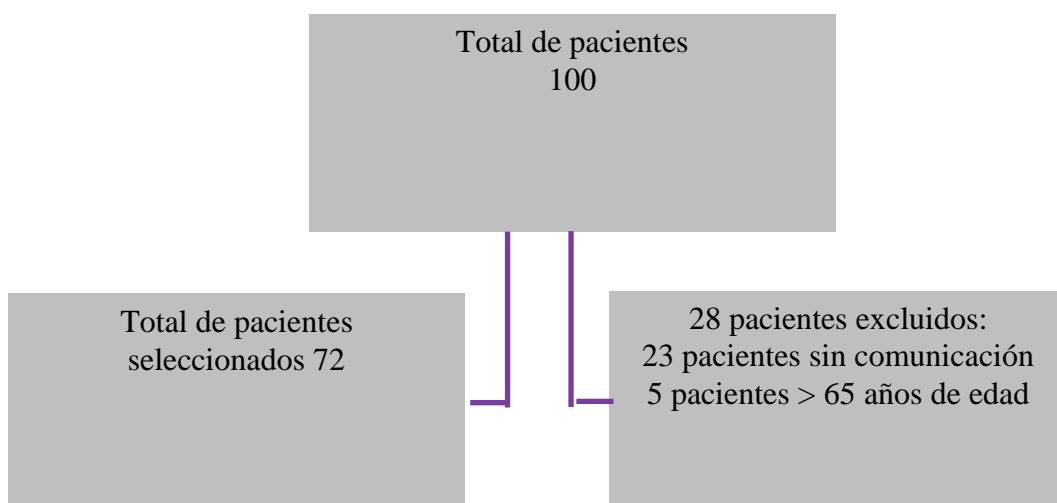 Total de pacientes
100
Total de pacientes
seleccionados 72
28 pacientes excluidos:
23 pacientes sin comunicación
5 pacientes > 65 años de edad